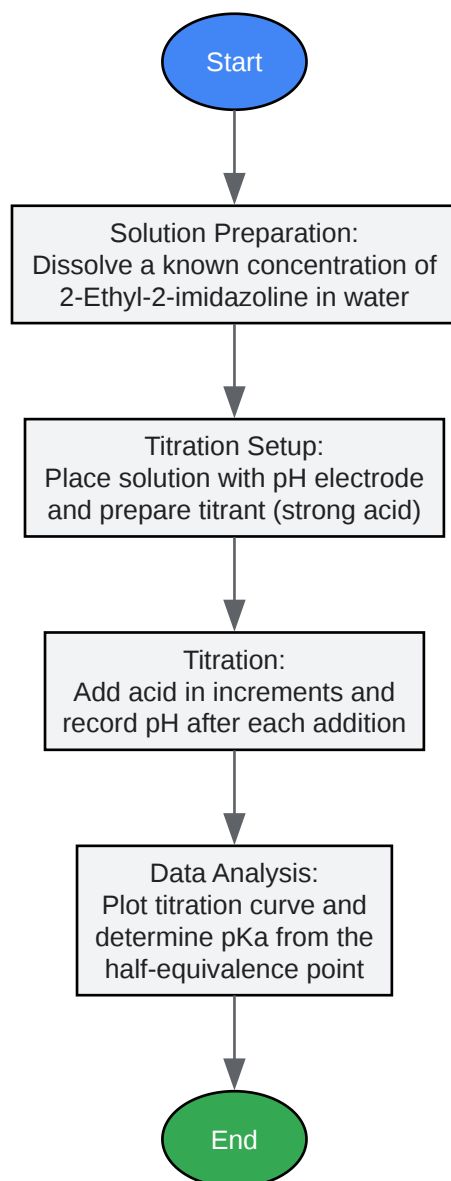 Start
Solution Preparation:
Dissolve a known concentration of
2-Ethyl-2-imidazoline in water
Titration Setup:
Place solution with pH electrode
and prepare titrant (strong acid)
Titration:
Add acid in increments and
record pH after each addition
Data Analysis:
Plot titration curve and
determine pKa from the
half-equivalence point
End